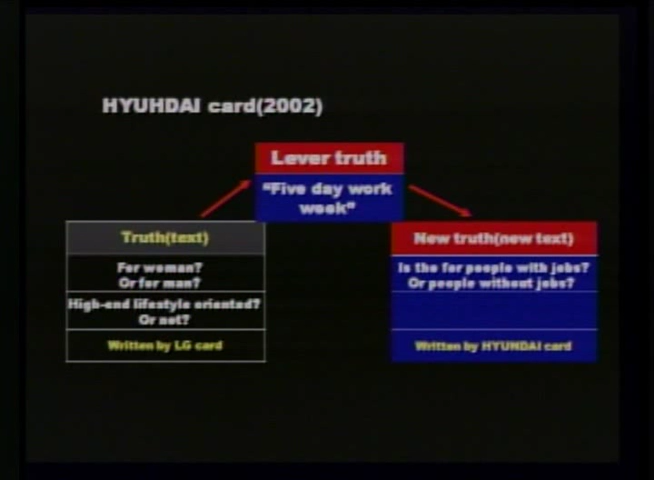 HYUHDAI card(2002)
Lever truth
"Five day work
week"
Truth(text)
For woman?
Or for man?
High-end lifestyle oriented?
Or not?
Written by LG card
New truth(new text)
Is the for people with jobs?
Or people without jobs?
Written by HYUNDAI card